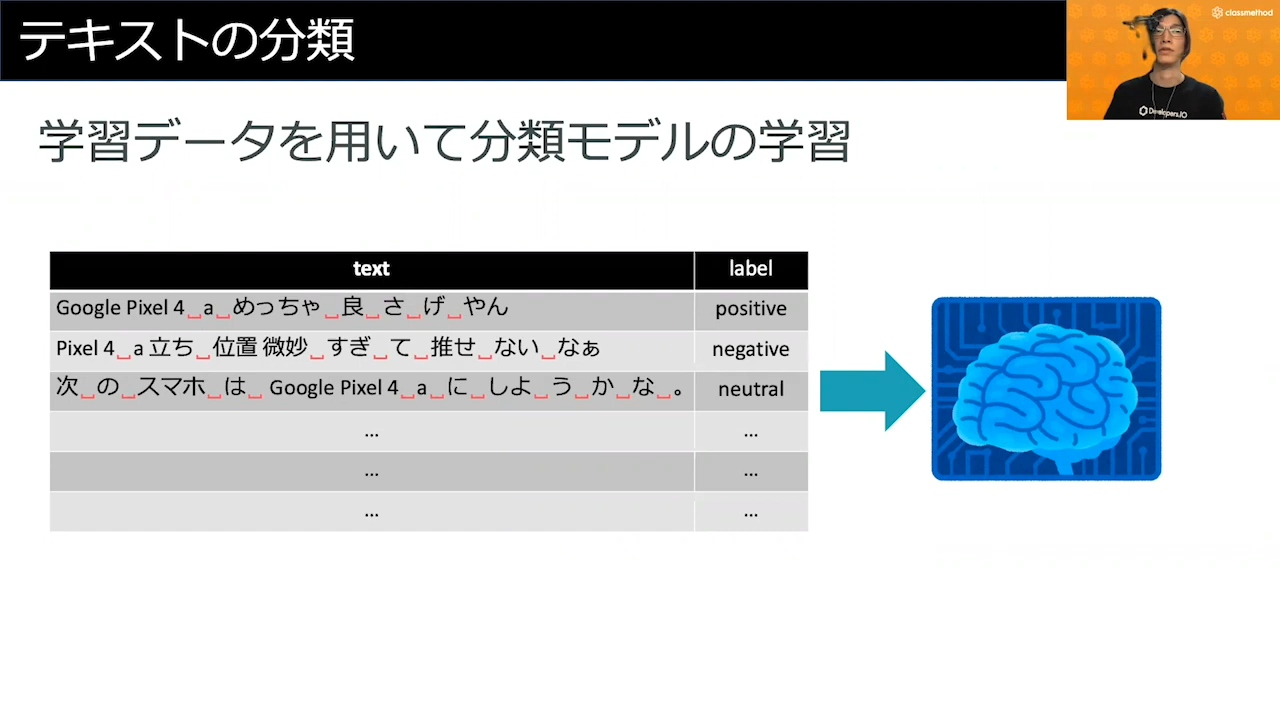 テキストの分類
classmethod
Developers.IO
学習データを用いて分類モデルの学習
text label
Google Pixel 4␣a␣めっちゃ␣良␣さ␣げ␣やん positive
Pixel 4␣a 立ち␣位置 微妙␣すぎ␣て␣推せ␣ない␣なぁ negative
次␣の␣スマホ␣は␣ Google Pixel 4␣a␣に␣しよ␣う␣か␣な␣。 neutral
... ...
... ...
... ...